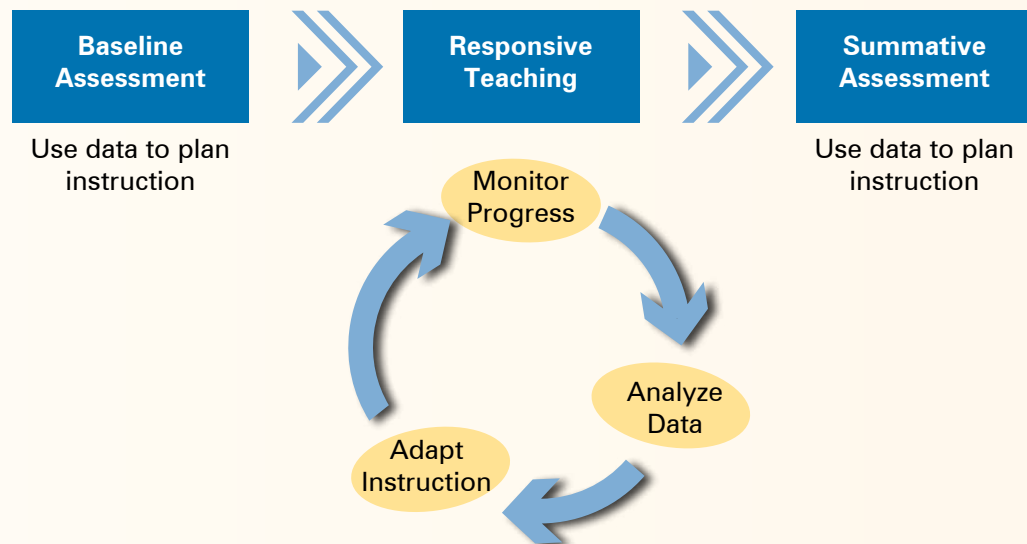 Baseline
Assessment
Responsive
Teaching
Summative
Assessment
Use data to plan
instruction
Use data to plan
instruction
Monitor
Progress
Analyze
Data
Adapt
Instruction